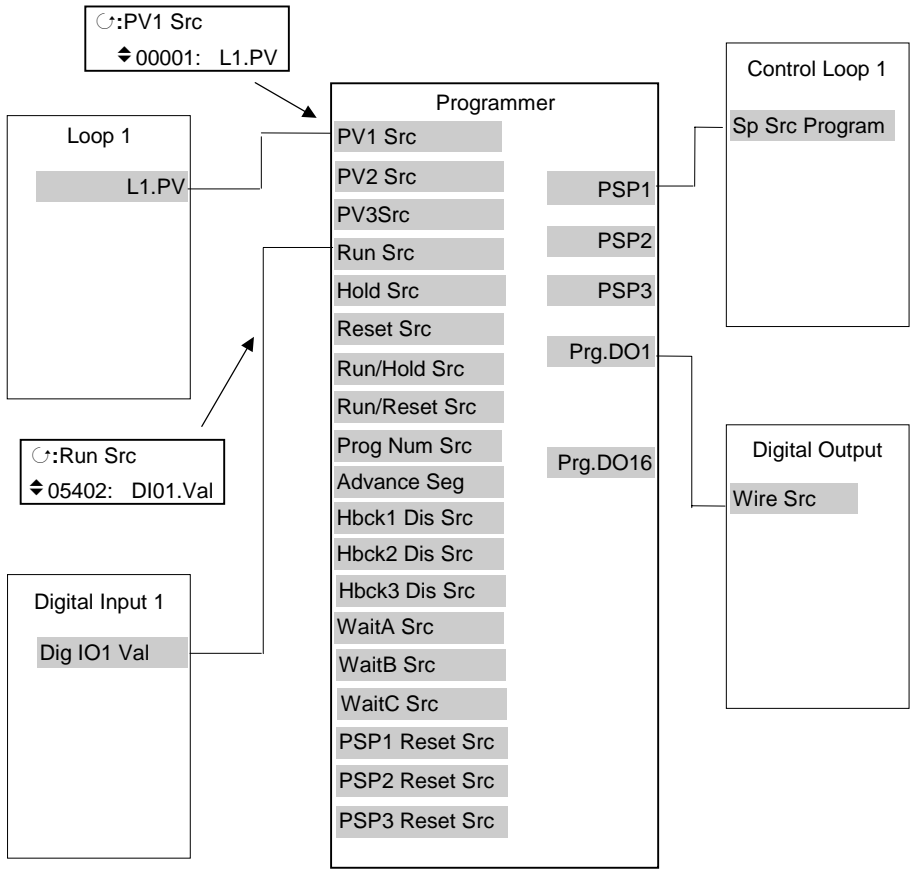 :PV1 Src
00001: L1.PV
Loop 1
L1.PV
:Run Src
05402: DI01.Val
Digital Input 1
Dig IO1 Val
Programmer
PV1 Src
PV2 Src
PV3Src
Run Src
Hold Src
Reset Src
Run/Hold Src
Run/Reset Src
Prog Num Src
Advance Seg
Hbck1 Dis Src
Hbck2 Dis Src
Hbck3 Dis Src
WaitA Src
WaitB Src
WaitC Src
PSP1 Reset Src
PSP2 Reset Src
PSP3 Reset Src
PSP1
PSP2
PSP3
Prg.DO1
Prg.DO16
Control Loop 1
Sp Src Program
Digital Output
Wire Src